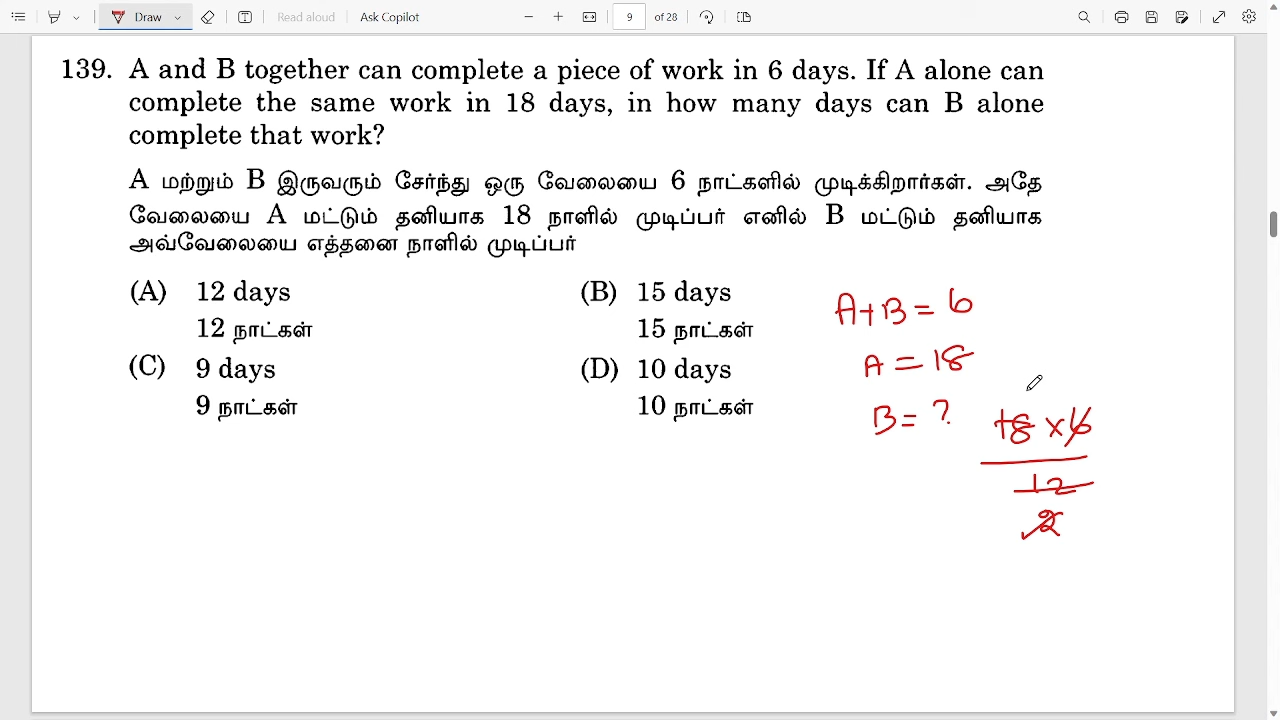 Draw
Read aloud
Ask Copilot
9
of 28
139. A and B together can complete a piece of work in 6 days. If A alone can
complete the same work in 18 days, in how many days can B alone
complete that work?
A மற்றும் B இருவரும் சேர்ந்து ஒரு வேலையை 6 நாட்களில் முடிக்கிறார்கள். அதே
வேலையை A மட்டும் தனியாக 18 நாளில் முடிப்பர் எனில் B மட்டும் தனியாக
அவ்வேலையை எத்தனை நாளில் முடிப்பர்
(A) 12 days
12 நாட்கள்
(B) 15 days
15 நாட்கள்
(C) 9 days
9 நாட்கள்
(D) 10 days
10 நாட்கள்
A+B = 6
A = 18
B = ?
18 × 6
12
2